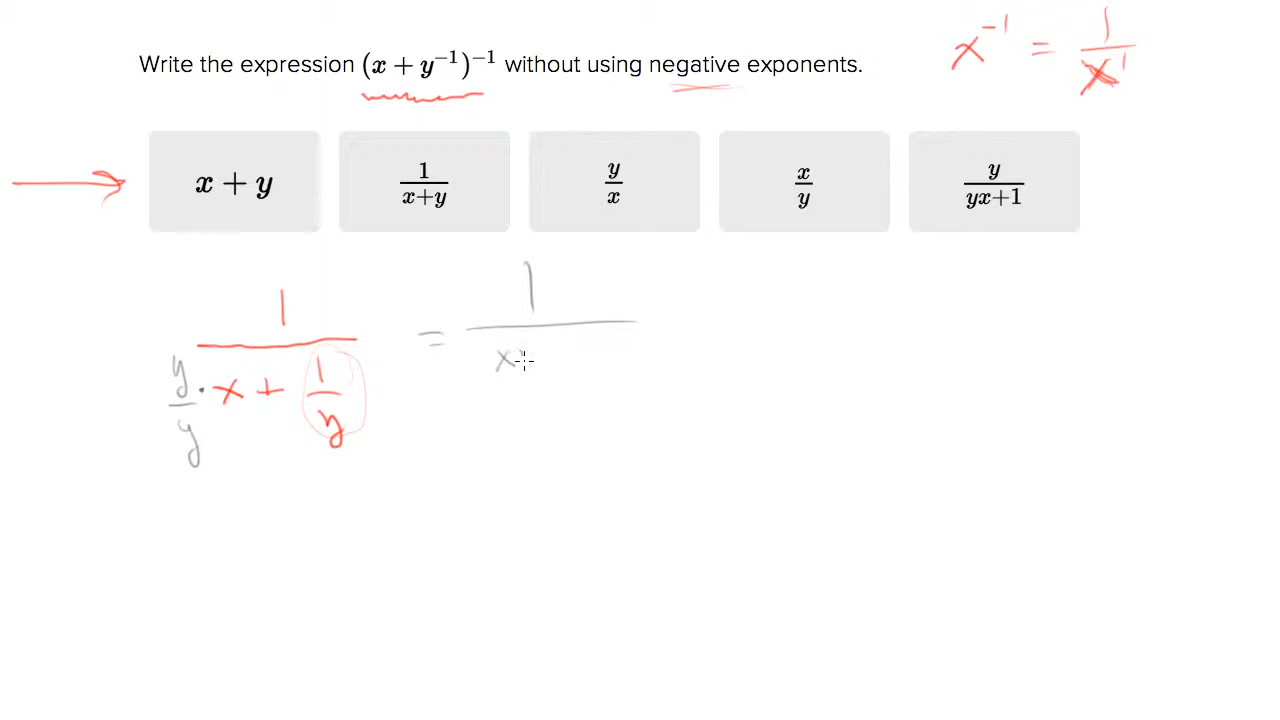 Write the expression (x + y⁻¹)⁻¹ without using negative exponents.
x⁻¹ = 1/x¹
x + y
1/(x+y)
y/x
x/y
y/(yx+1)
1/(y/y · x + 1/y) = 1/x